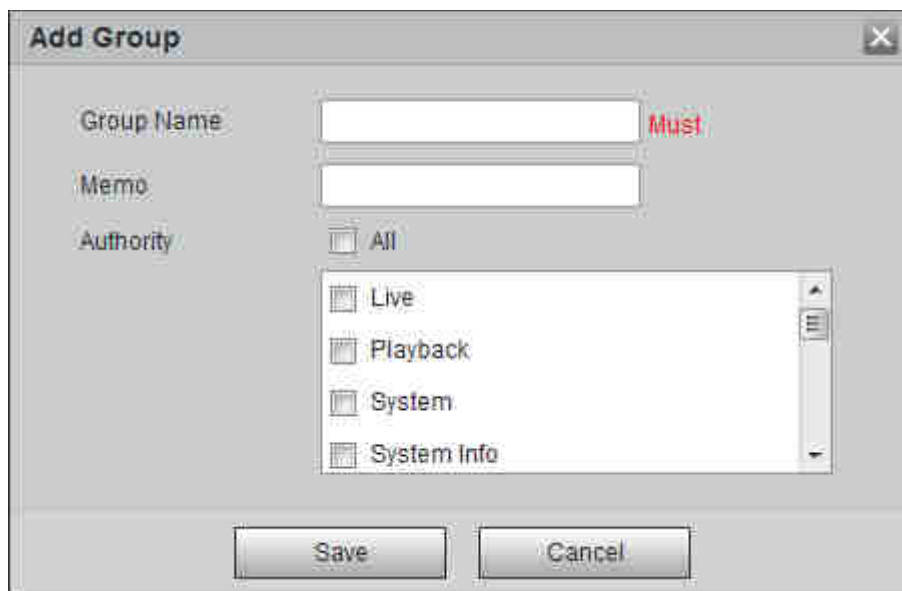 Add Group
Group Name Must
Memo
Authority All
Live
Playback
System
System Info
Save Cancel